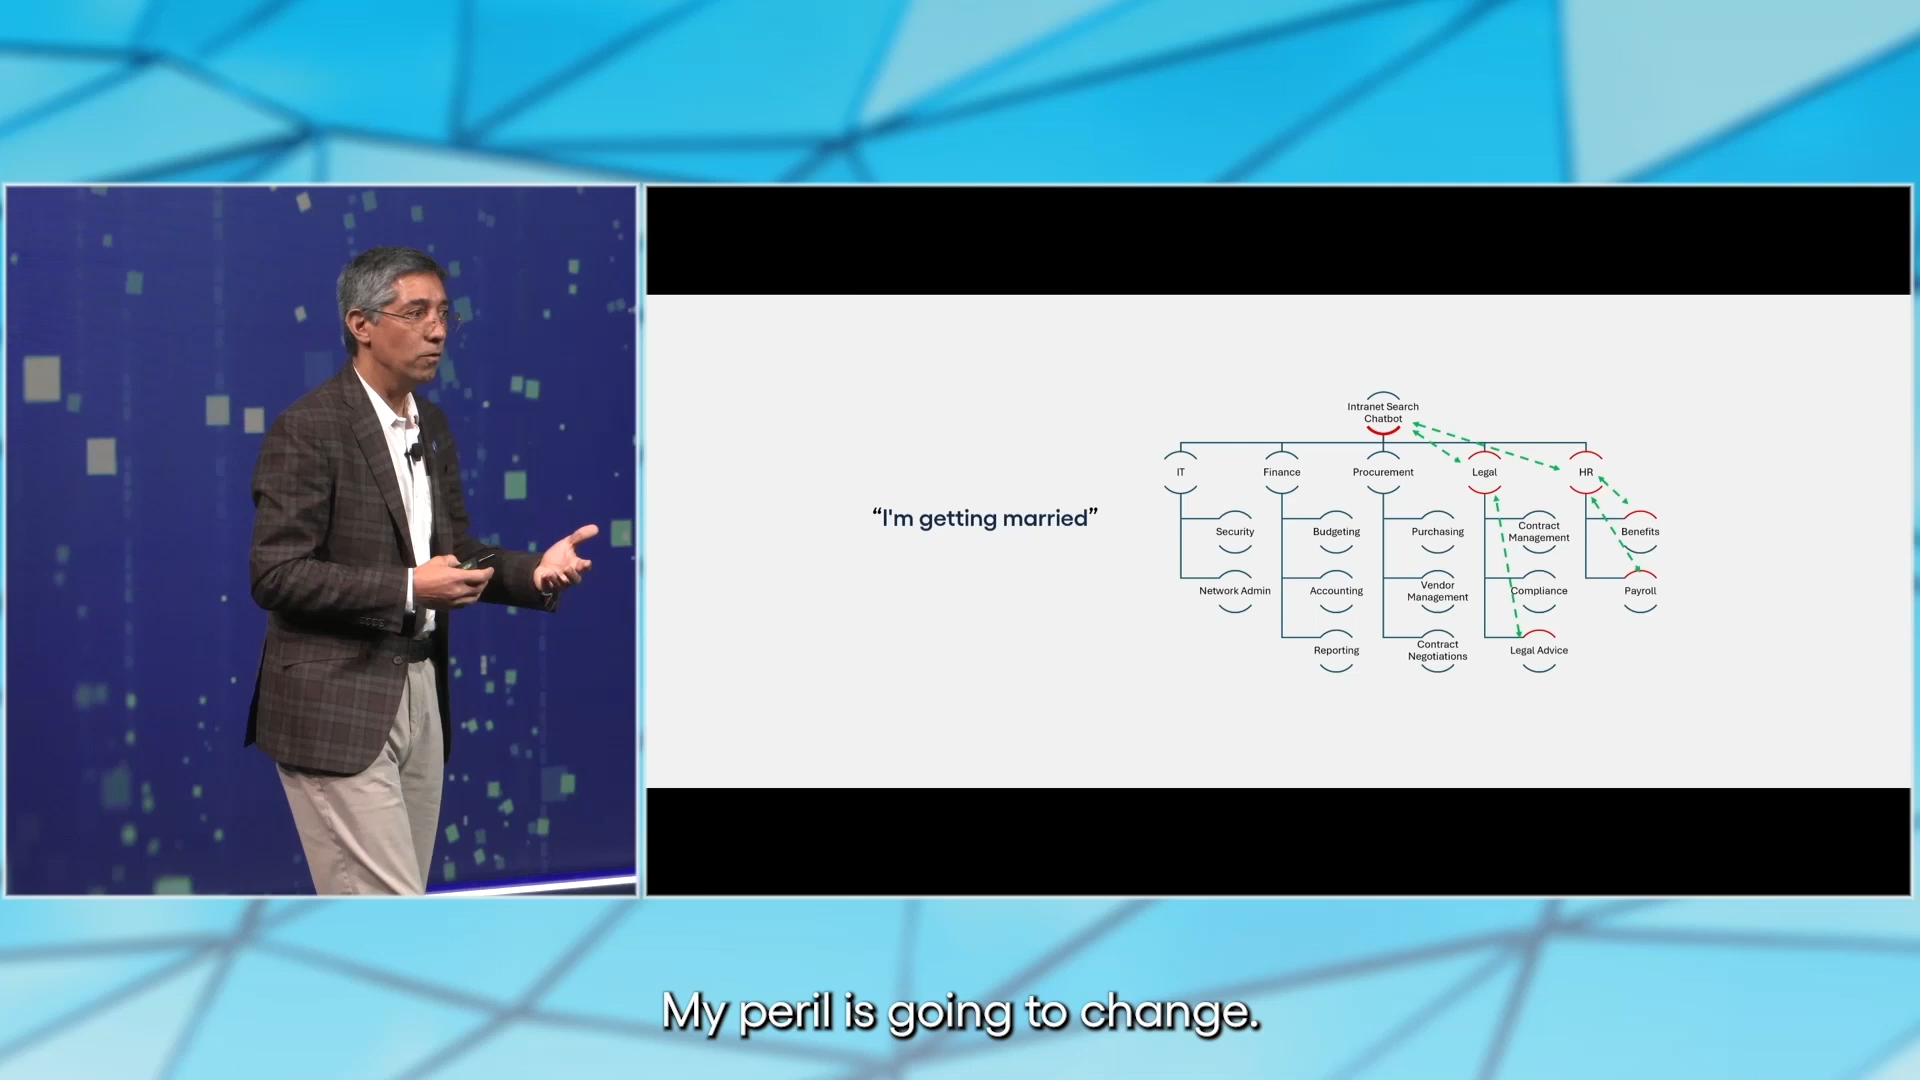 “I'm getting married”
Intranet Search
Chatbot
IT
Finance
Procurement
Legal
HR
Security
Budgeting
Purchasing
Contract
Management
Benefits
Network Admin
Accounting
Vendor
Management
Compliance
Payroll
Reporting
Contract
Negotiations
Legal Advice
My peril is going to change.